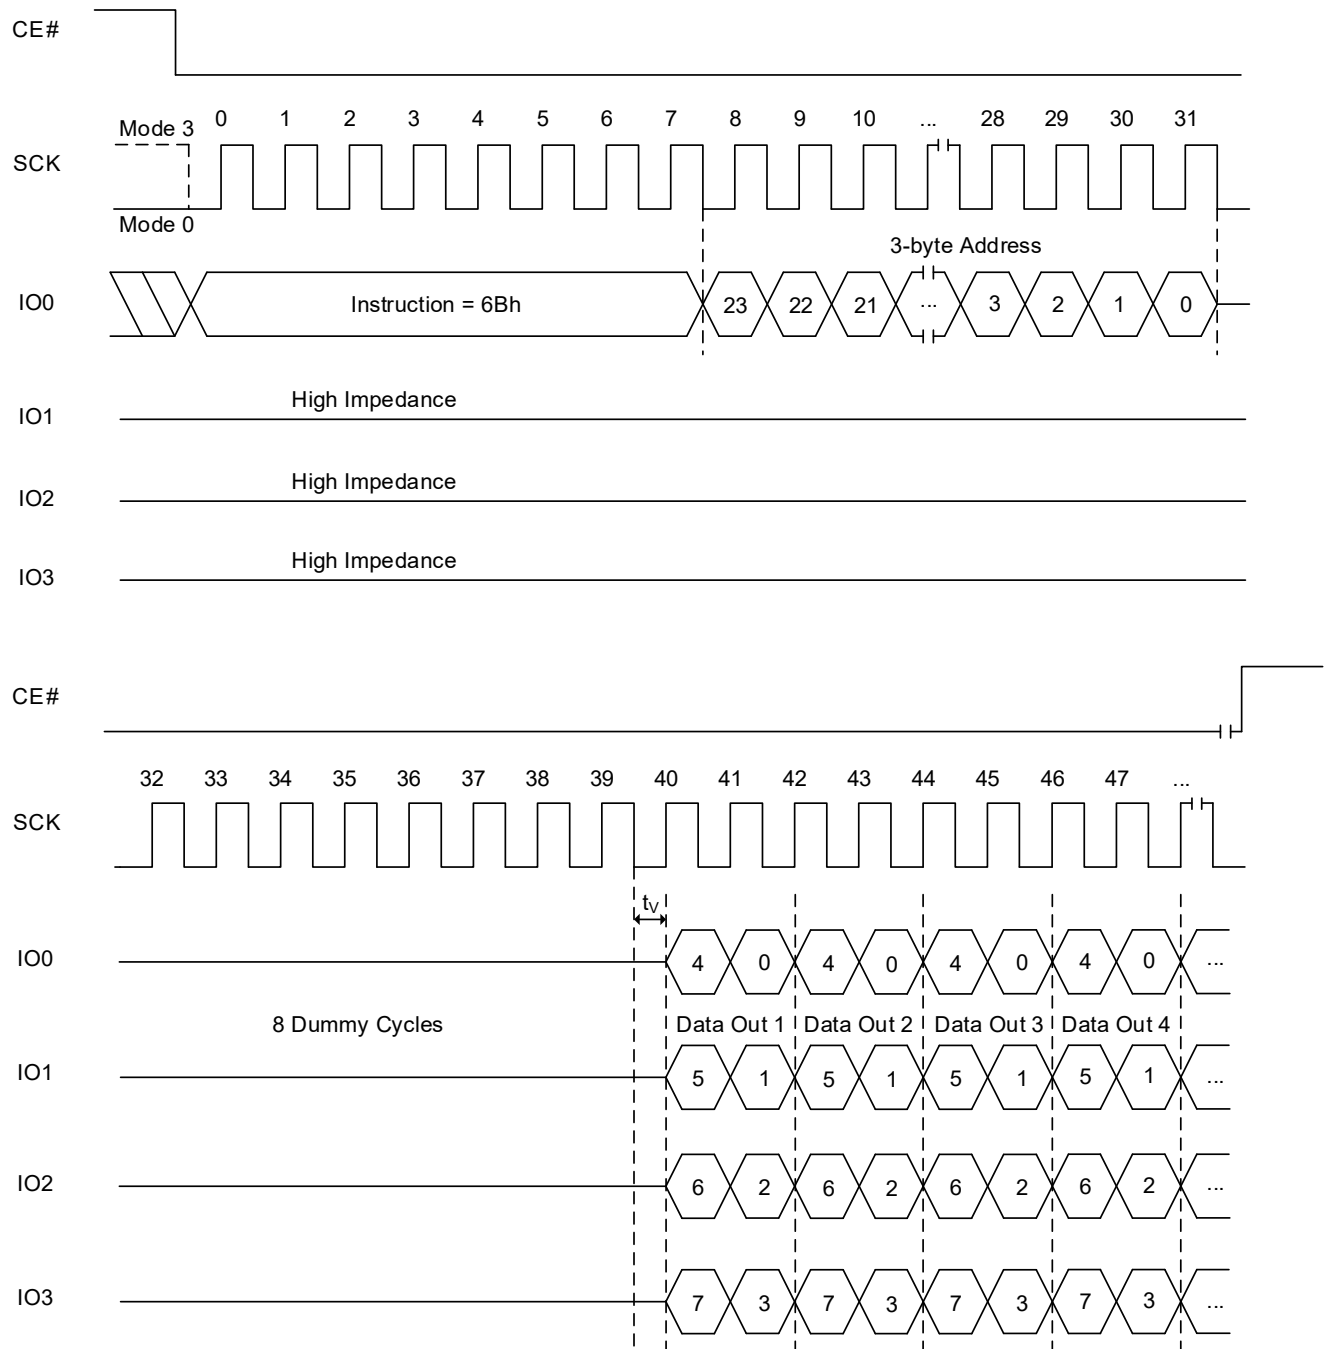 CE#
Mode 3 0 1 2 3 4 5 6 7 8 9 10 ... 28 29 30 31
SCK
Mode 0
3-byte Address
IO0 Instruction = 6Bh 23 22 21 ... 3 2 1 0
High Impedance
IO1
High Impedance
IO2
High Impedance
IO3
CE#
32 33 34 35 36 37 38 39 40 41 42 43 44 45 46 47 ...
SCK
tV
IO0 4 0 4 0 4 0 4 0 ...
8 Dummy Cycles Data Out 1 Data Out 2 Data Out 3 Data Out 4
IO1 5 1 5 1 5 1 5 1 ...
IO2 6 2 6 2 6 2 6 2 ...
IO3 7 3 7 3 7 3 7 3 ...